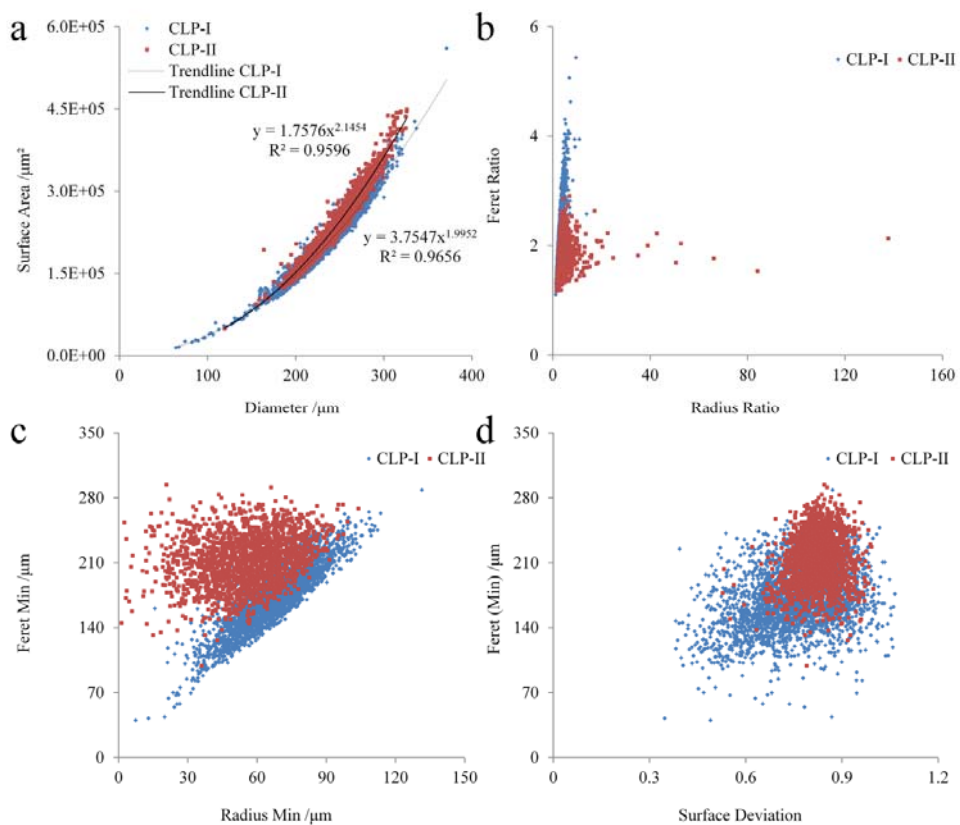 a
6.0E+05
4.5E+05
3.0E+05
1.5E+05
0.0E+00
Surface Area /μm²
CLP-I
CLP-II
Trendline CLP-I
Trendline CLP-II
y = 1.7576x^2.1454
R² = 0.9596
y = 3.7547x^1.9952
R² = 0.9656
0 100 200 300 400
Diameter /μm
b
6
4
2
0
Feret Ratio
CLP-I CLP-II
0 40 80 120 160
Radius Ratio
c
350
280
210
140
70
0
Feret Min /μm
CLP-I CLP-II
0 30 60 90 120 150
Radius Min /μm
d
350
280
210
140
70
0
Feret (Min) /μm
CLP-I CLP-II
0 0.3 0.6 0.9 1.2
Surface Deviation